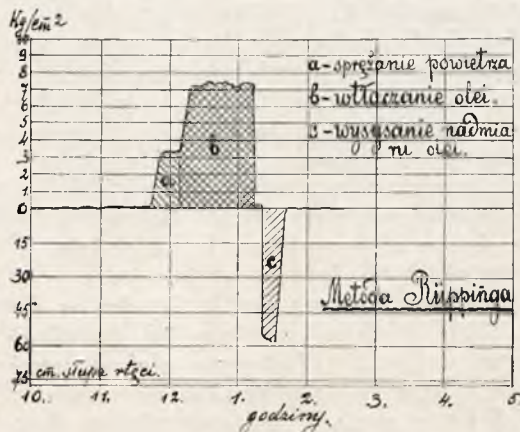 Kg/cm2
10
9
8
7
6
5
4
3
2
1
0
15
30
45
60
75
a-sprężanie powietrza
b-wtłaczanie olei.
c-wysysanie nadmia
ru olei.
a
b
c
Metoda Rüppinga
cm. słupa rtęci.
10. 11. 12. 1. 2. 3. 4. 5.
godziny.